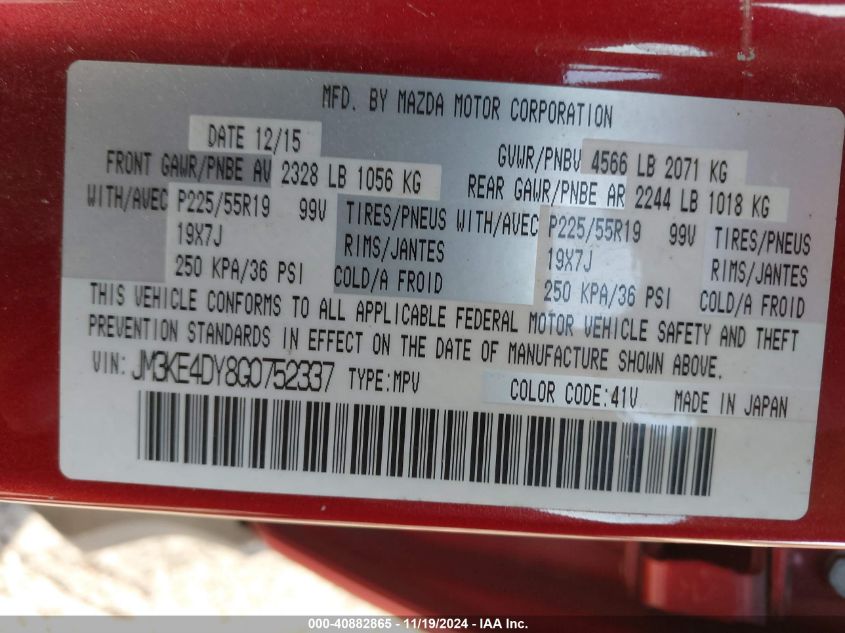 MFD. BY MAZDA MOTOR CORPORATION
DATE 12/15
GVWR/PNBV 4566 LB 2071 KG
FRONT GAWR/PNBE AV 2328 LB 1056 KG
REAR GAWR/PNBE AR 2244 LB 1018 KG
WITH/AVEC P225/55R19 99V TIRES/PNEUS WITH/AVEC P225/55R19 99V TIRES/PNEUS
19X7J RIMS/JANTES 19X7J RIMS/JANTES
250 KPA/36 PSI COLD/A FROID 250 KPA/36 PSI COLD/A FROID
THIS VEHICLE CONFORMS TO ALL APPLICABLE FEDERAL MOTOR VEHICLE SAFETY AND THEFT
PREVENTION STANDARDS IN EFFECT ON THE DATE OF MANUFACTURE SHOWN ABOVE.
VIN: JM3KE4DY8G0752337 TYPE:MPV COLOR CODE:41V MADE IN JAPAN
000-40882865 - 11/19/2024 - IAA Inc.